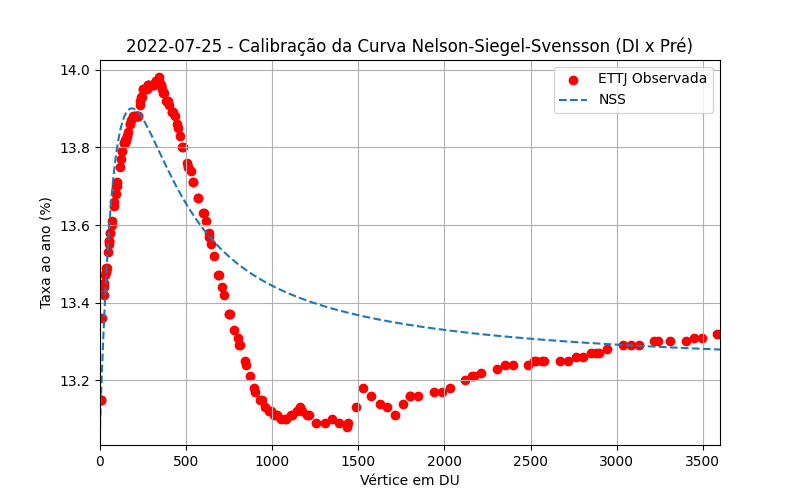 2022-07-25 - Calibração da Curva Nelson-Siegel-Svensson (DI x Pré)
ETTJ Observada
NSS
Taxa ao ano (%)
14.0
13.8
13.6
13.4
13.2
0 500 1000 1500 2000 2500 3000 3500
Vértice em DU